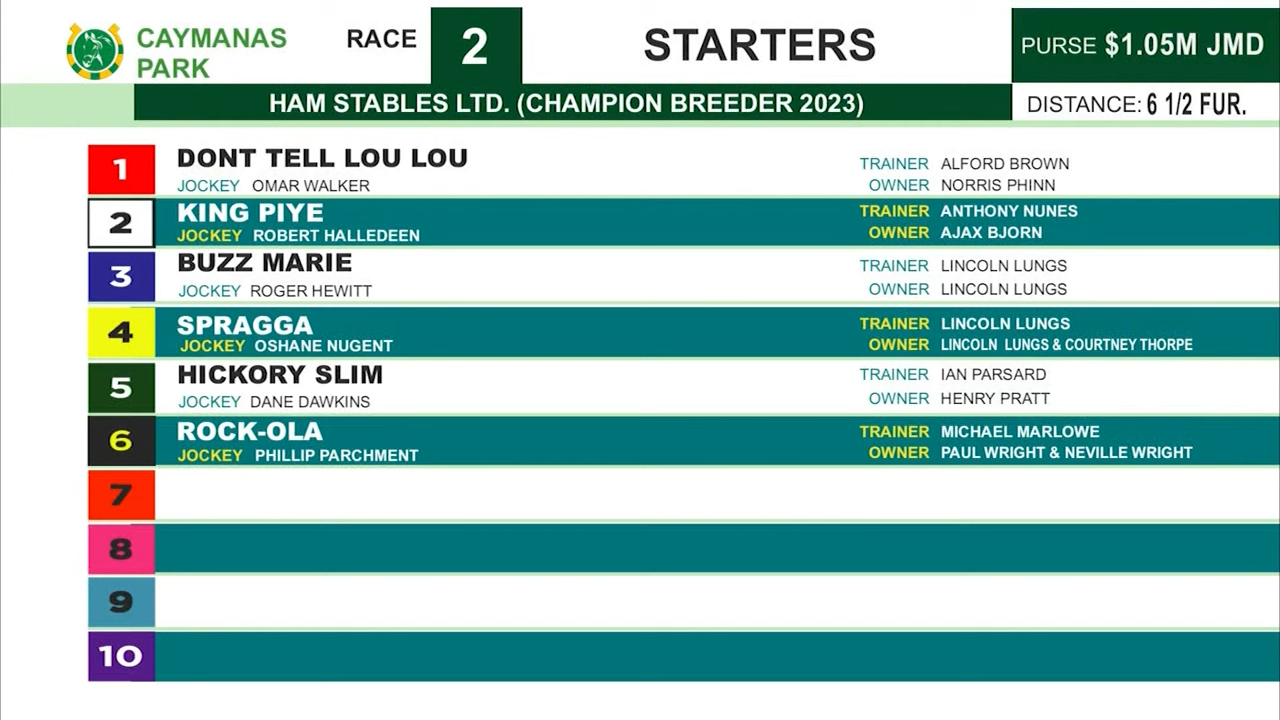 CAYMANAS PARK
RACE 2
STARTERS
PURSE $1.05M JMD
HAM STABLES LTD. (CHAMPION BREEDER 2023)
DISTANCE: 6 1/2 FUR.
1 DONT TELL LOU LOU
JOCKEY OMAR WALKER
TRAINER ALFORD BROWN
OWNER NORRIS PHINN
2 KING PIYE
JOCKEY ROBERT HALLEDEEN
TRAINER ANTHONY NUNES
OWNER AJAX BJORN
3 BUZZ MARIE
JOCKEY ROGER HEWITT
TRAINER LINCOLN LUNGS
OWNER LINCOLN LUNGS
4 SPRAGGA
JOCKEY OSHANE NUGENT
TRAINER LINCOLN LUNGS
OWNER LINCOLN LUNGS & COURTNEY THORPE
5 HICKORY SLIM
JOCKEY DANE DAWKINS
TRAINER IAN PARSARD
OWNER HENRY PRATT
6 ROCK-OLA
JOCKEY PHILLIP PARCHMENT
TRAINER MICHAEL MARLOWE
OWNER PAUL WRIGHT & NEVILLE WRIGHT
7
8
9
10